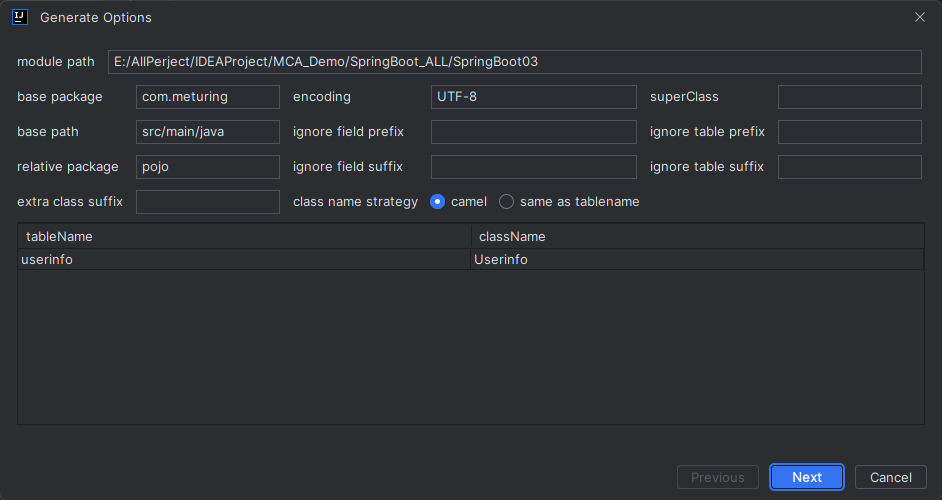 IJ Generate Options
module path E:/AllPerject/IDEAProject/MCA_Demo/SpringBoot_ALL/SpringBoot03
base package com.meturing encoding UTF-8 superClass
base path src/main/java ignore field prefix ignore table prefix
relative package pojo ignore field suffix ignore table suffix
extra class suffix class name strategy camel same as tablename
tableName className
userinfo Userinfo
Previous Next Cancel